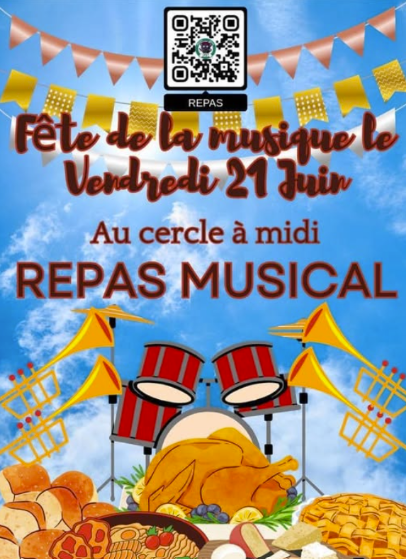 REPAS
Fête de la musique le
Vendredi 21 Juin
Au cercle à midi
REPAS MUSICAL